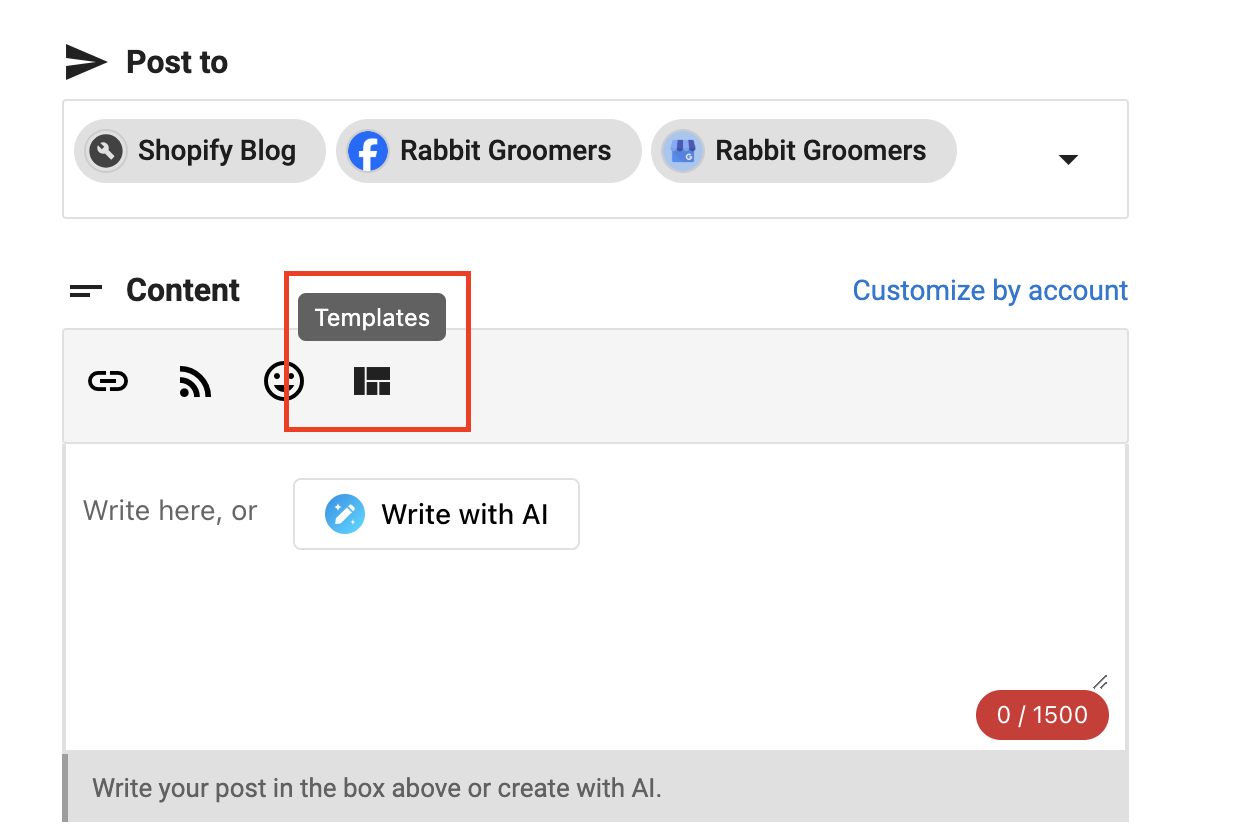 Post to
Shopify Blog
Rabbit Groomers
Rabbit Groomers
Content
Customize by account
Templates
Write here, or
Write with AI
0 / 1500
Write your post in the box above or create with AI.